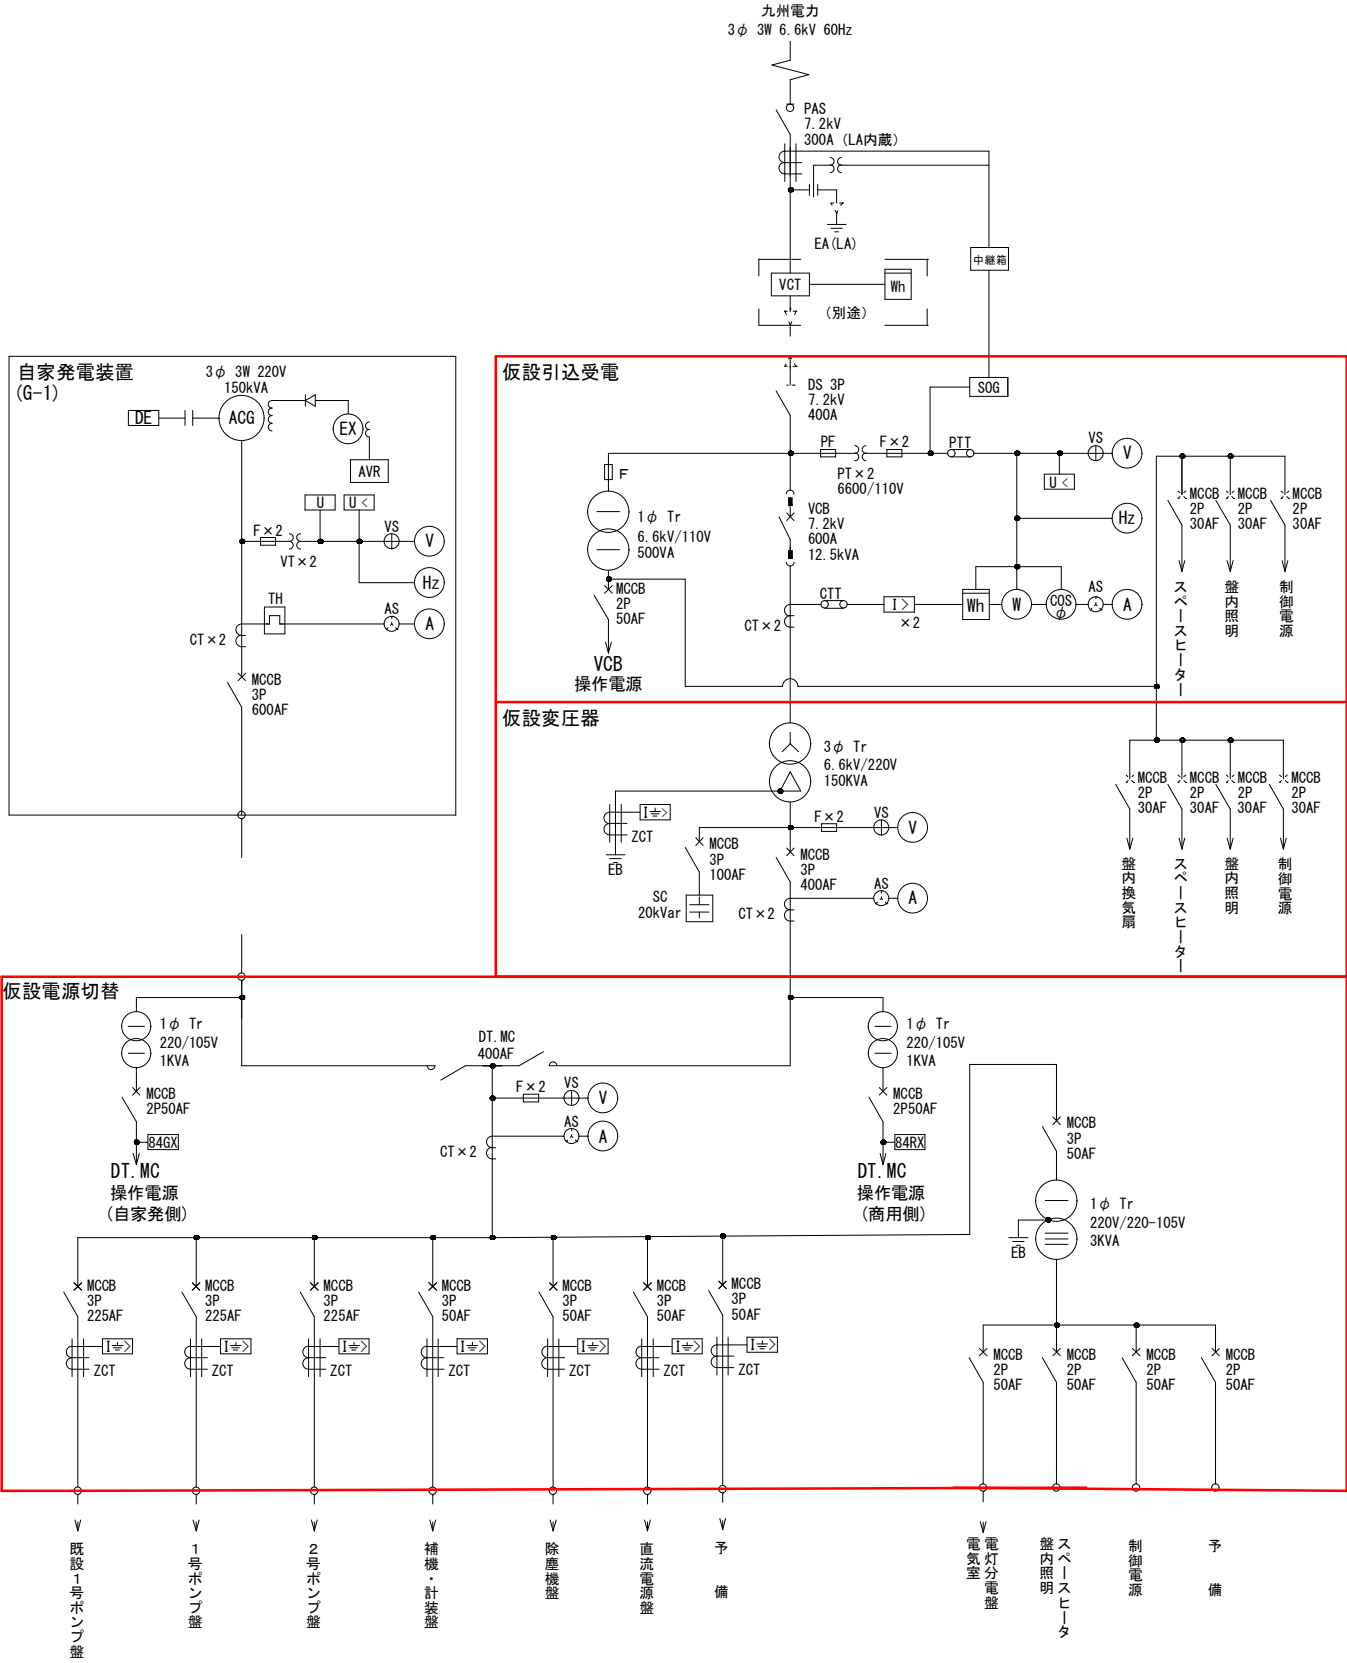 九州電力
3φ 3W 6.6kV 60Hz
PAS
7.2kV
300A (LA内蔵)
EA(LA)
中継箱
VCT
Wh
(別途)
自家発電装置
(G-1)
3φ 3W 220V
150kVA
DE
ACG
EX
AVR
U
U<
F×2
VT×2
VS
V
Hz
TH
AS
A
CT×2
MCCB
3P
600AF
仮設引込受電
SOG
DS 3P
7.2kV
400A
PF
F×2
PTT
VS
V
PT×2
6600/110V
U<
F
1φ Tr
6.6kV/110V
500VA
VCB
7.2kV
600A
12.5kVA
Hz
MCCB
2P
50AF
VCB
操作電源
CTT
I>
×2
Wh
W
COS
φ
AS
A
CT×2
MCCB
2P
30AF
MCCB
2P
30AF
MCCB
2P
30AF
スペースヒーター
盤内照明
制御電源
仮設変圧器
3φ Tr
6.6kV/220V
150KVA
I⏚>
ZCT
EB
F×2
VS
V
MCCB
3P
100AF
MCCB
3P
400AF
SC
20kVar
CT×2
AS
A
MCCB
2P
30AF
MCCB
2P
30AF
MCCB
2P
30AF
MCCB
2P
30AF
盤内換気扇
スペースヒーター
盤内照明
制御電源
仮設電源切替
1φ Tr
220/105V
1KVA
MCCB
2P50AF
84GX
DT.MC
操作電源
(自家発側)
DT.MC
400AF
F×2
VS
V
AS
A
CT×2
1φ Tr
220/105V
1KVA
MCCB
2P50AF
84RX
DT.MC
操作電源
(商用側)
MCCB
3P
50AF
1φ Tr
220V/220-105V
3KVA
EB
MCCB
3P
225AF
I⏚>
ZCT
MCCB
3P
225AF
I⏚>
ZCT
MCCB
3P
225AF
I⏚>
ZCT
MCCB
3P
50AF
I⏚>
ZCT
MCCB
3P
50AF
I⏚>
ZCT
MCCB
3P
50AF
I⏚>
ZCT
MCCB
3P
50AF
I⏚>
ZCT
MCCB
2P
50AF
MCCB
2P
50AF
MCCB
2P
50AF
MCCB
2P
50AF
既設1号ポンプ盤
1号ポンプ盤
2号ポンプ盤
補機・計装盤
除塵機盤
直流電源盤
予 備
電灯分電盤
電気室
スペースヒータ
盤内照明
制御電源
予 備